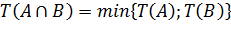 T(A ∩ B) = min{T(A); T(B)}